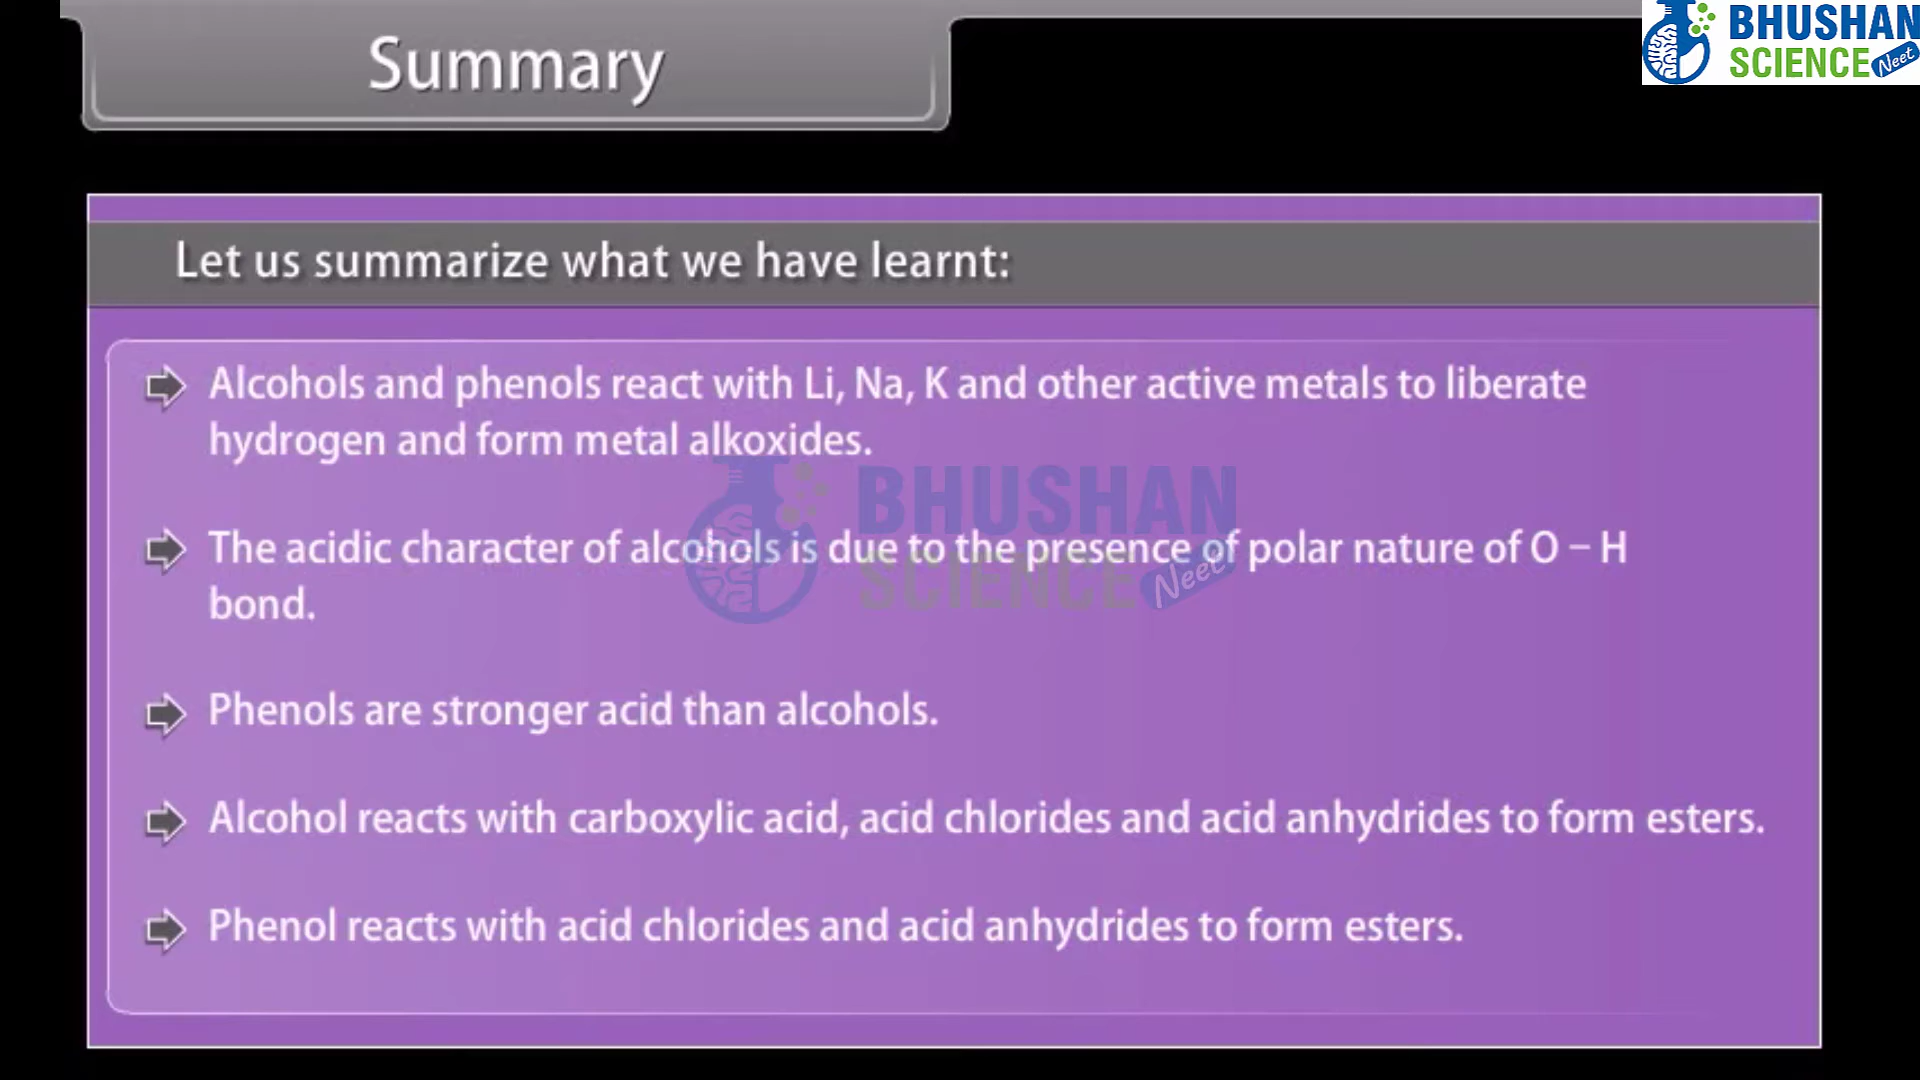 Summary
BHUSHAN
SCIENCE Neet
Let us summarize what we have learnt:
Alcohols and phenols react with Li, Na, K and other active metals to liberate
hydrogen and form metal alkoxides.
BHUSHAN
The acidic character of alcohols is due to the presence of polar nature of O – H
SCIENCE Neet
bond.
Phenols are stronger acid than alcohols.
Alcohol reacts with carboxylic acid, acid chlorides and acid anhydrides to form esters.
Phenol reacts with acid chlorides and acid anhydrides to form esters.